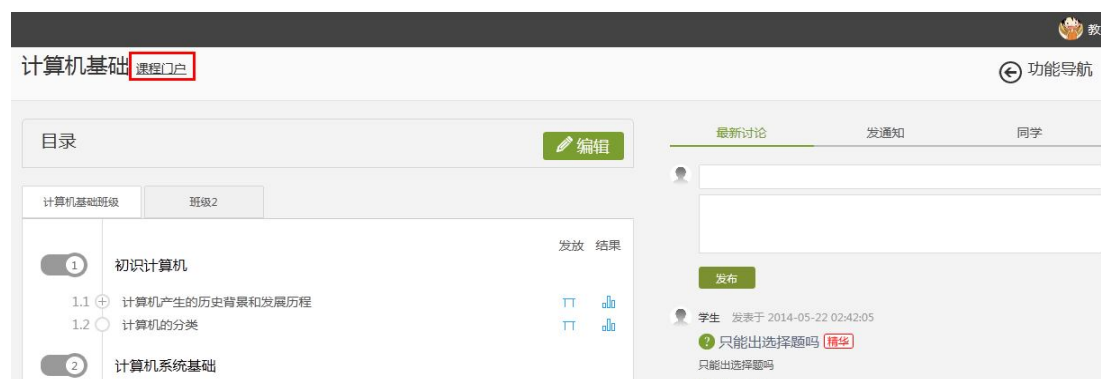 教
计算机基础 课程门户
功能导航
目录
编辑
计算机基础班级 班级2
发放 结果
1 初识计算机
1.1 计算机产生的历史背景和发展历程
1.2 计算机的分类
2 计算机系统基础
最新讨论 发通知 同学
发布
学生 发表于 2014-05-22 02:42:05
? 只能出选择题吗 精华
只能出选择题吗